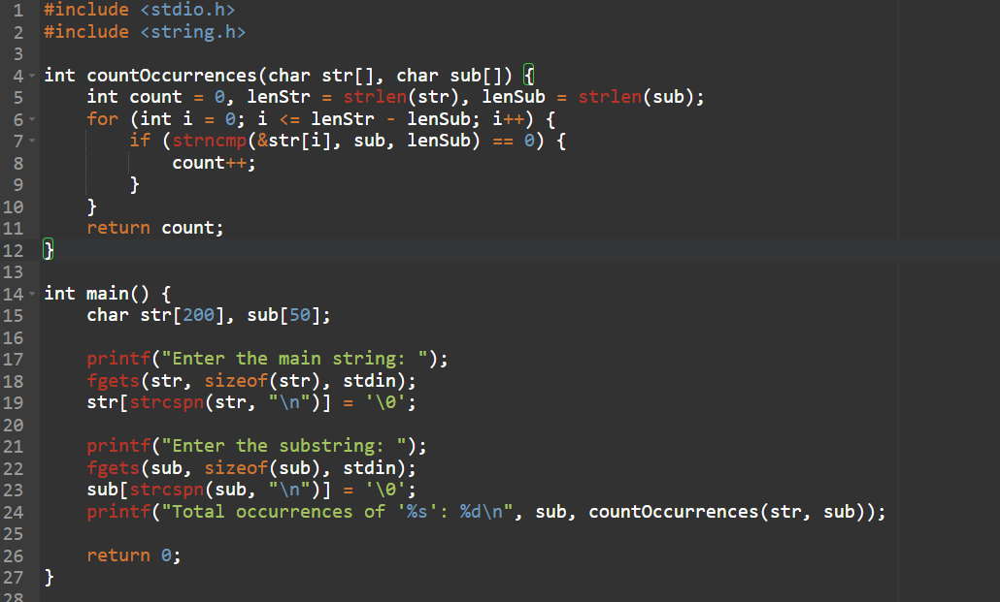 1 #include <stdio.h>
2 #include <string.h>
3
4 int countOccurrences(char str[], char sub[]) {
5     int count = 0, lenStr = strlen(str), lenSub = strlen(sub);
6     for (int i = 0; i <= lenStr - lenSub; i++) {
7         if (strncmp(&str[i], sub, lenSub) == 0) {
8             count++;
9         }
10     }
11     return count;
12 }
13
14 int main() {
15     char str[200], sub[50];
16
17     printf("Enter the main string: ");
18     fgets(str, sizeof(str), stdin);
19     str[strcspn(str, "\n")] = '\0';
20
21     printf("Enter the substring: ");
22     fgets(sub, sizeof(sub), stdin);
23     sub[strcspn(sub, "\n")] = '\0';
24     printf("Total occurrences of '%s': %d\n", sub, countOccurrences(str, sub));
25
26     return 0;
27 }
28